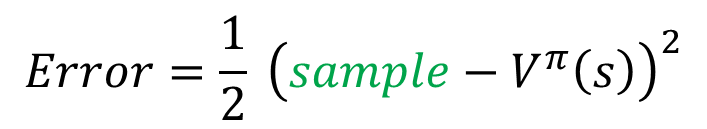 Error = 1/2 (sample − V^π(s))^2